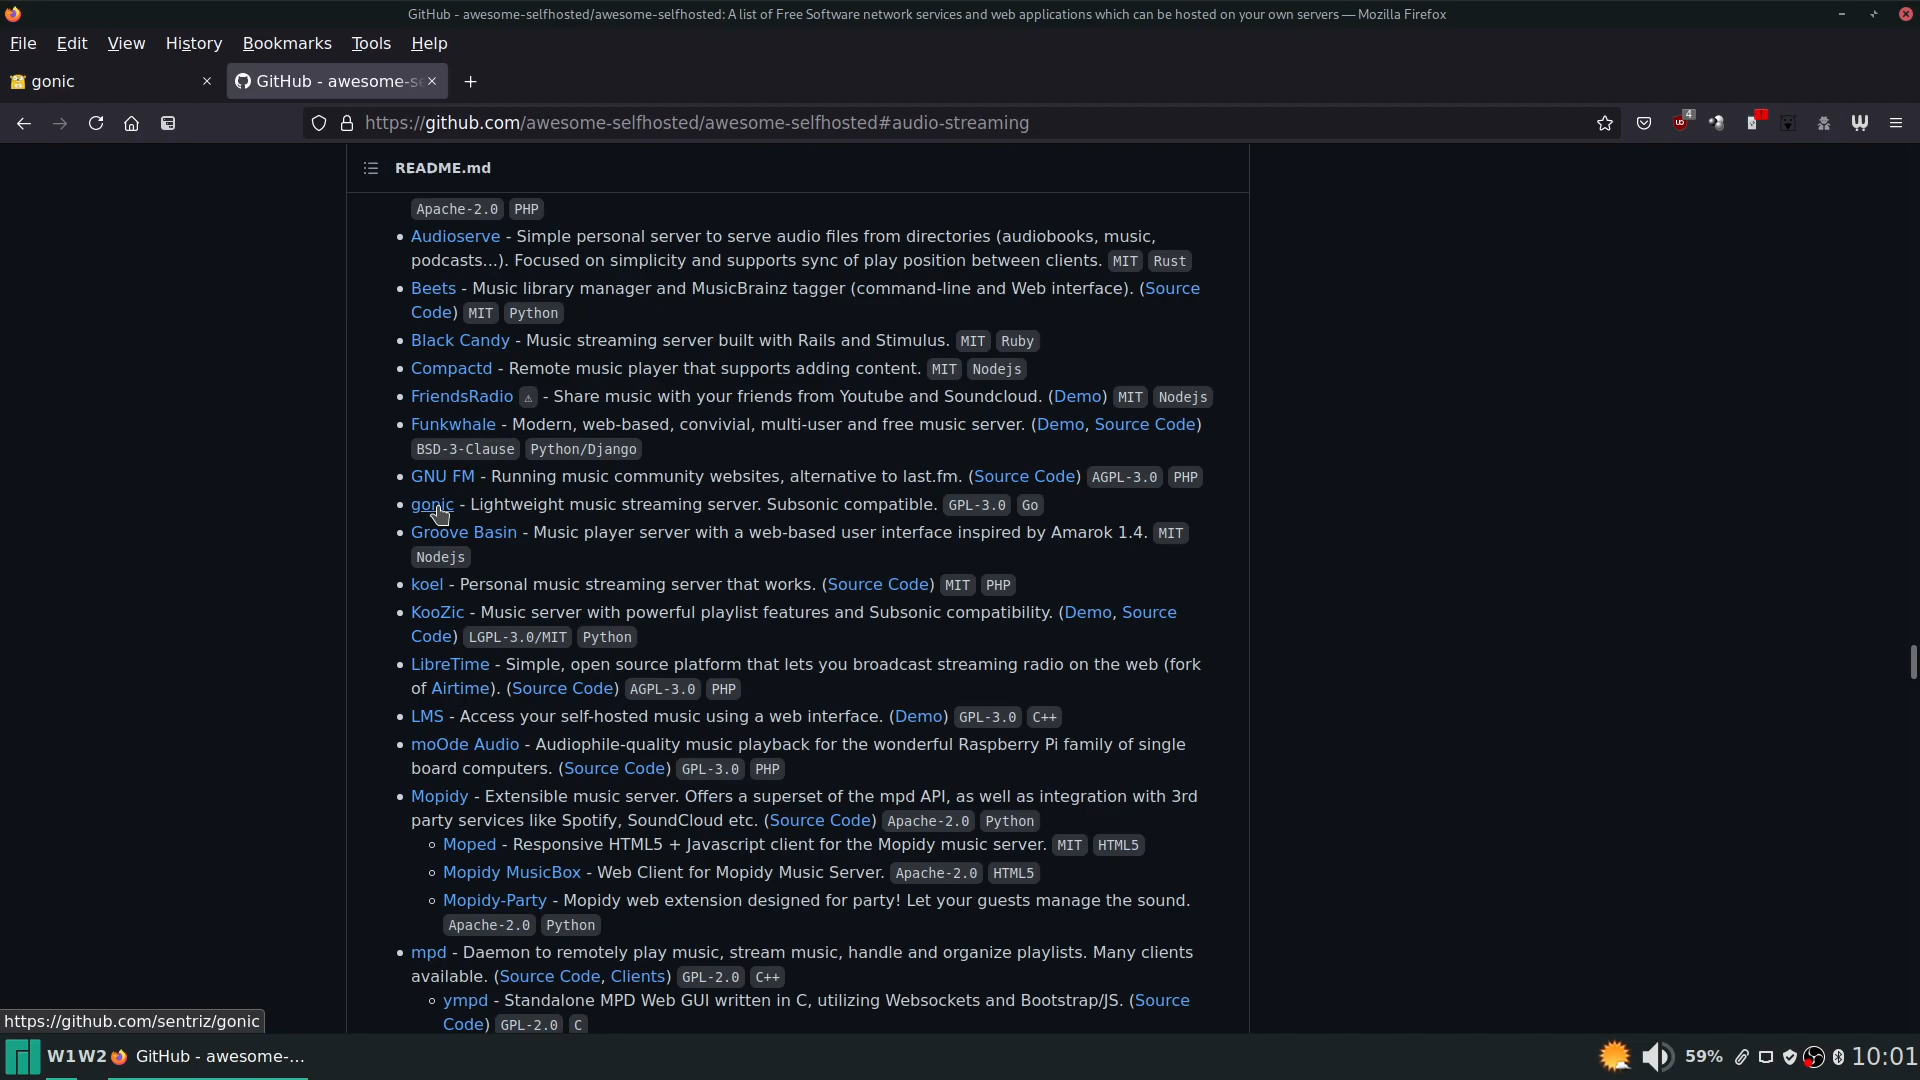 GitHub - awesome-selfhosted/awesome-selfhosted: A list of Free Software network services and web applications which can be hosted on your own servers — Mozilla Firefox
File Edit View History Bookmarks Tools Help
gonic
GitHub - awesome-se
https://github.com/awesome-selfhosted/awesome-selfhosted#audio-streaming
4
README.md
Apache-2.0 PHP
Audioserve - Simple personal server to serve audio files from directories (audiobooks, music,
podcasts...). Focused on simplicity and supports sync of play position between clients. MIT Rust
Beets - Music library manager and MusicBrainz tagger (command-line and Web interface). (Source
Code) MIT Python
Black Candy - Music streaming server built with Rails and Stimulus. MIT Ruby
Compactd - Remote music player that supports adding content. MIT Nodejs
FriendsRadio ⚠ - Share music with your friends from Youtube and Soundcloud. (Demo) MIT Nodejs
Funkwhale - Modern, web-based, convivial, multi-user and free music server. (Demo, Source Code)
BSD-3-Clause Python/Django
GNU FM - Running music community websites, alternative to last.fm. (Source Code) AGPL-3.0 PHP
gonic - Lightweight music streaming server. Subsonic compatible. GPL-3.0 Go
Groove Basin - Music player server with a web-based user interface inspired by Amarok 1.4. MIT
Nodejs
koel - Personal music streaming server that works. (Source Code) MIT PHP
KooZic - Music server with powerful playlist features and Subsonic compatibility. (Demo, Source
Code) LGPL-3.0/MIT Python
LibreTime - Simple, open source platform that lets you broadcast streaming radio on the web (fork
of Airtime). (Source Code) AGPL-3.0 PHP
LMS - Access your self-hosted music using a web interface. (Demo) GPL-3.0 C++
moOde Audio - Audiophile-quality music playback for the wonderful Raspberry Pi family of single
board computers. (Source Code) GPL-3.0 PHP
Mopidy - Extensible music server. Offers a superset of the mpd API, as well as integration with 3rd
party services like Spotify, SoundCloud etc. (Source Code) Apache-2.0 Python
Moped - Responsive HTML5 + Javascript client for the Mopidy music server. MIT HTML5
Mopidy MusicBox - Web Client for Mopidy Music Server. Apache-2.0 HTML5
Mopidy-Party - Mopidy web extension designed for party! Let your guests manage the sound.
Apache-2.0 Python
mpd - Daemon to remotely play music, stream music, handle and organize playlists. Many clients
available. (Source Code, Clients) GPL-2.0 C++
ympd - Standalone MPD Web GUI written in C, utilizing Websockets and Bootstrap/JS. (Source
Code) GPL-2.0 C
https://github.com/sentriz/gonic
W1 W2 GitHub - awesome-... 59% 10:01